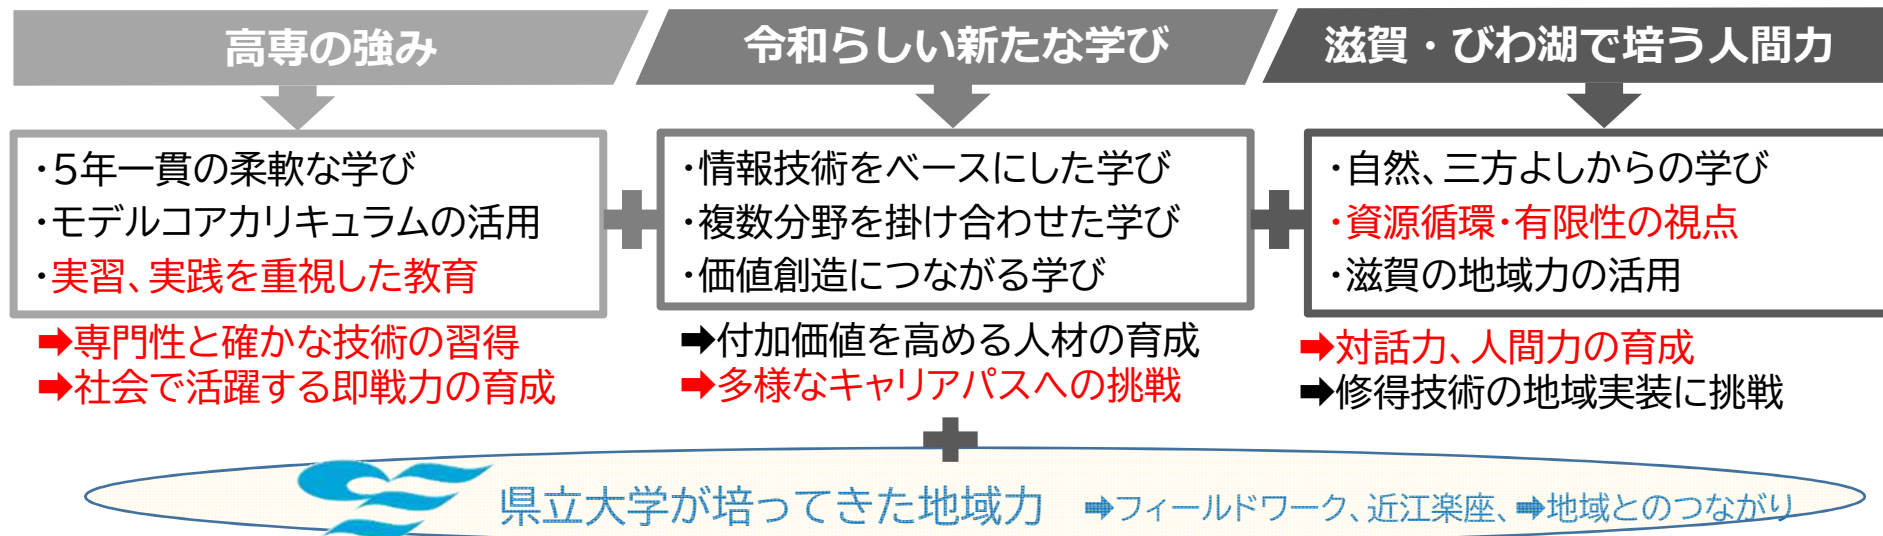 高専の強み
・5年一貫の柔軟な学び
・モデルコアカリキュラムの活用
・実習、実践を重視した教育
➡専門性と確かな技術の習得
➡社会で活躍する即戦力の育成
令和らしい新たな学び
・情報技術をベースにした学び
・複数分野を掛け合わせた学び
・価値創造につながる学び
➡付加価値を高める人材の育成
➡多様なキャリアパスへの挑戦
滋賀・びわ湖で培う人間力
・自然、三方よしからの学び
・資源循環・有限性の視点
・滋賀の地域力の活用
➡対話力、人間力の育成
➡修得技術の地域実装に挑戦
県立大学が培ってきた地域力 ➡フィールドワーク、近江楽座、➡地域とのつながり